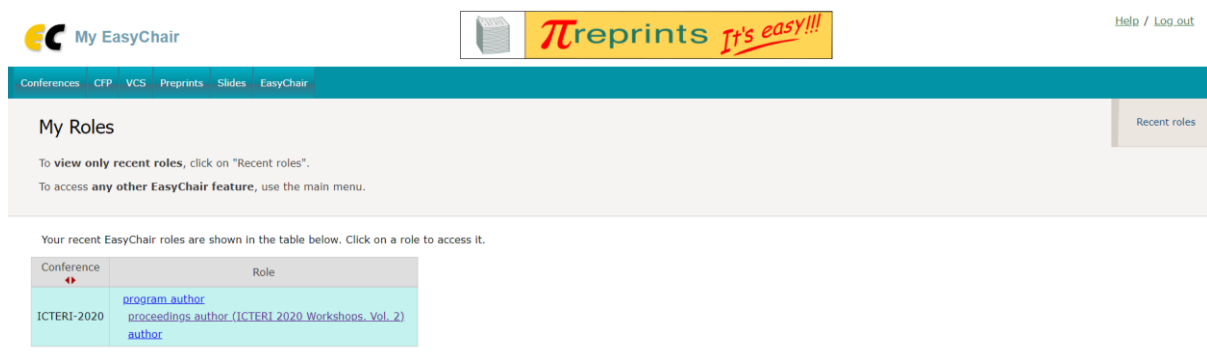 EC My EasyChair
πreprints It's easy!!!
Help / Log out
Conferences CFP VCS Preprints Slides EasyChair
My Roles
Recent roles
To view only recent roles, click on "Recent roles".
To access any other EasyChair feature, use the main menu.
Your recent EasyChair roles are shown in the table below. Click on a role to access it.
Conference Role
ICTERI-2020
program author
proceedings author (ICTERI 2020 Workshops. Vol. 2)
author